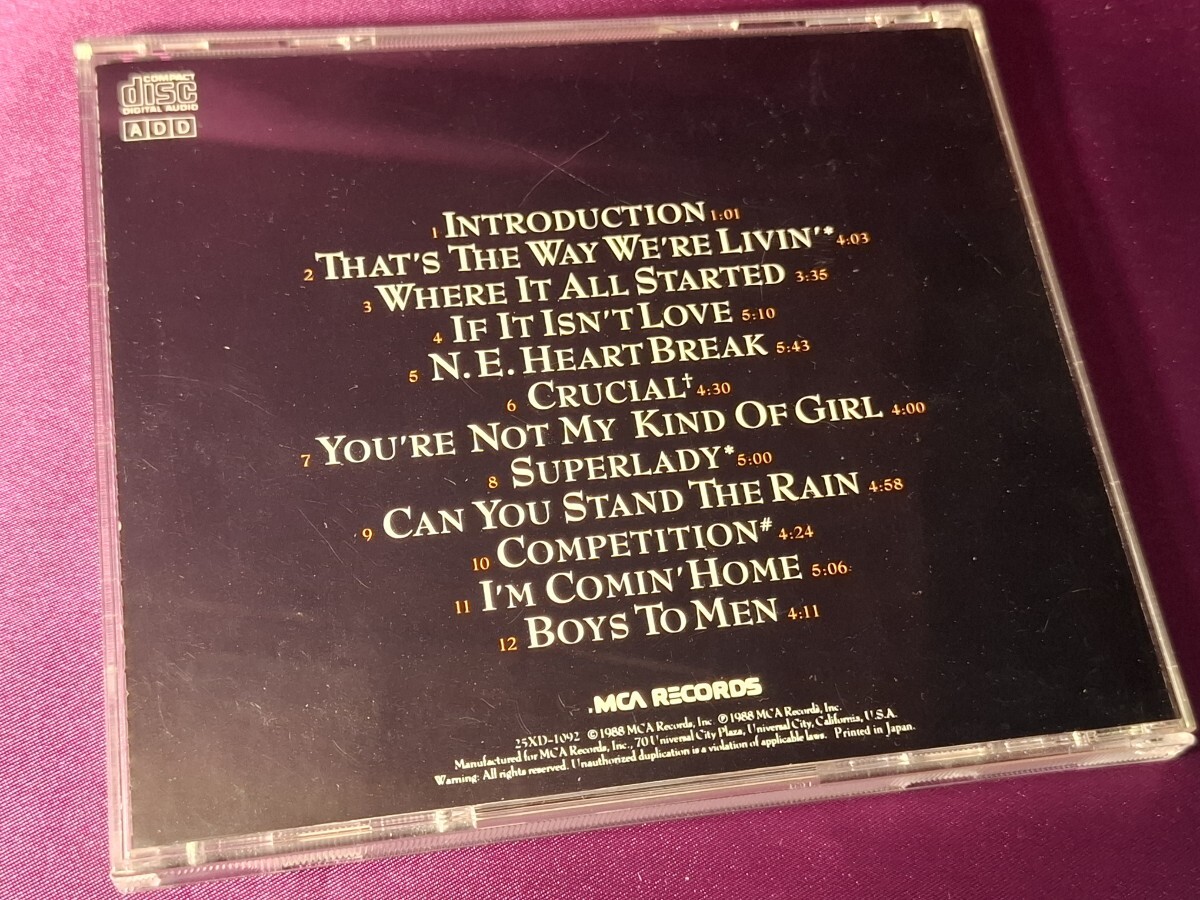 COMPACT
disc
DIGITAL AUDIO
A D D
1 INTRODUCTION 1:01
2 THAT'S THE WAY WE'RE LIVIN'* 4:03
3 WHERE IT ALL STARTED 3:35
4 IF IT ISN'T LOVE 5:10
5 N.E. HEART BREAK 5:43
6 CRUCIAL† 4:30
7 YOU'RE NOT MY KIND OF GIRL 4:00
8 SUPERLADY* 5:00
9 CAN YOU STAND THE RAIN 4:58
10 COMPETITION# 4:24
11 I'M COMIN' HOME 5:06
12 BOYS TO MEN 4:11
MCA RECORDS
25XD-1092 ©1988 MCA Records, Inc. ℗1988 MCA Records, Inc.
Manufactured for MCA Records, Inc., 70 Universal City Plaza, Universal City, California, U.S.A.
Warning: All rights reserved. Unauthorized duplication is a violation of applicable laws. Printed in Japan.